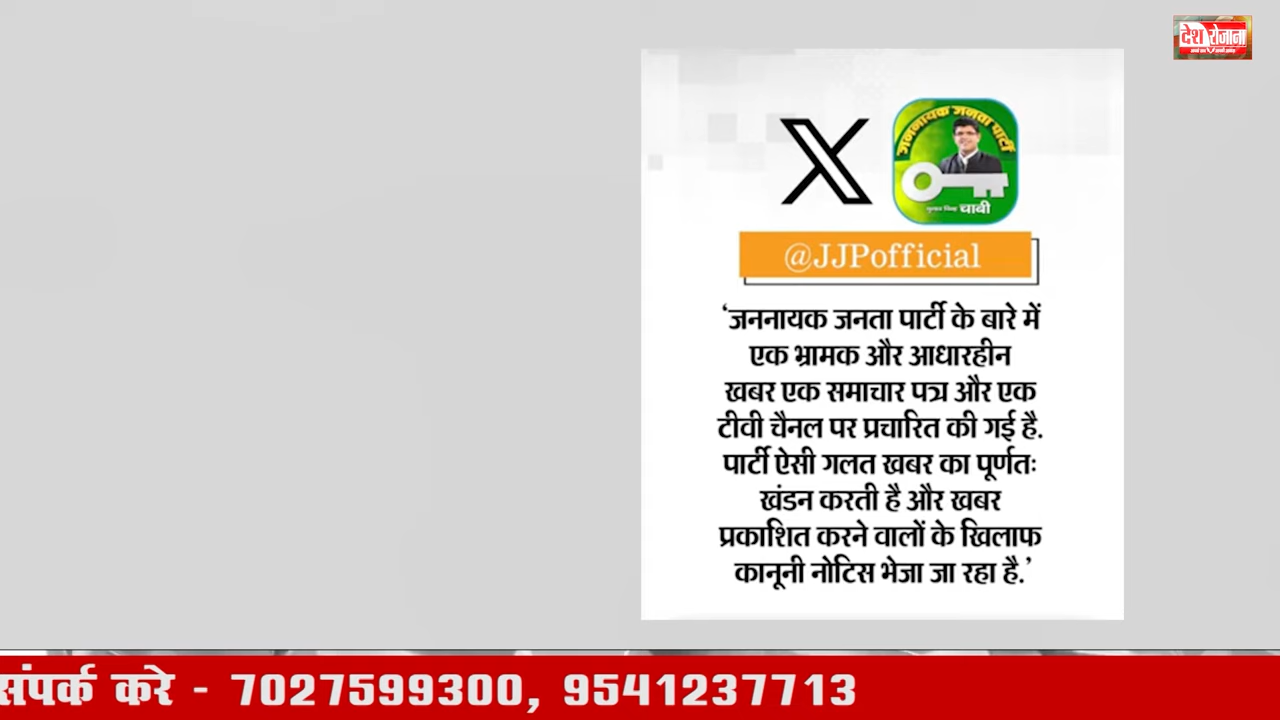 देश रोजाना
जननायक जनता पार्टी
चाबी
@JJPofficial
‘जननायक जनता पार्टी के बारे में
एक भ्रामक और आधारहीन
खबर एक समाचार पत्र और एक
टीवी चैनल पर प्रचारित की गई है.
पार्टी ऐसी गलत खबर का पूर्णतः
खंडन करती है और खबर
प्रकाशित करने वालों के खिलाफ
कानूनी नोटिस भेजा जा रहा है.’
संपर्क करे - 7027599300, 9541237713